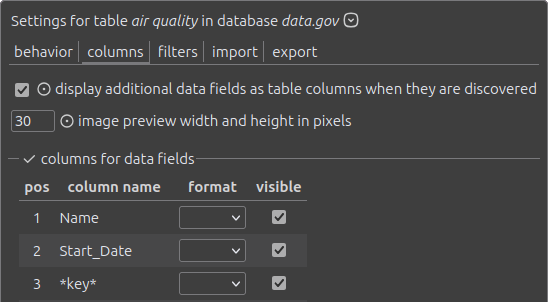 Settings for table air quality in database data.gov
behavior columns filters import export
display additional data fields as table columns when they are discovered
30 image preview width and height in pixels
columns for data fields
pos column name format visible
1 Name
2 Start_Date
3 *key*